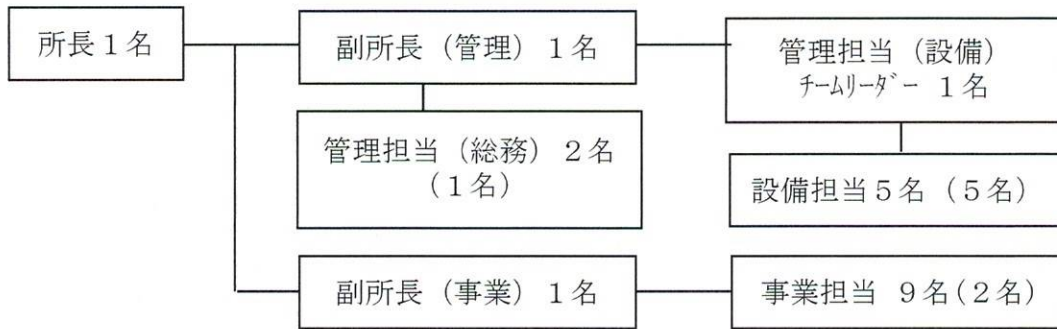 所長１名
副所長（管理）１名
管理担当（設備）
ﾁｰﾑﾘｰﾀﾞｰ １名
管理担当（総務）２名
（１名）
設備担当５名（５名）
副所長（事業）１名
事業担当 ９名(２名)